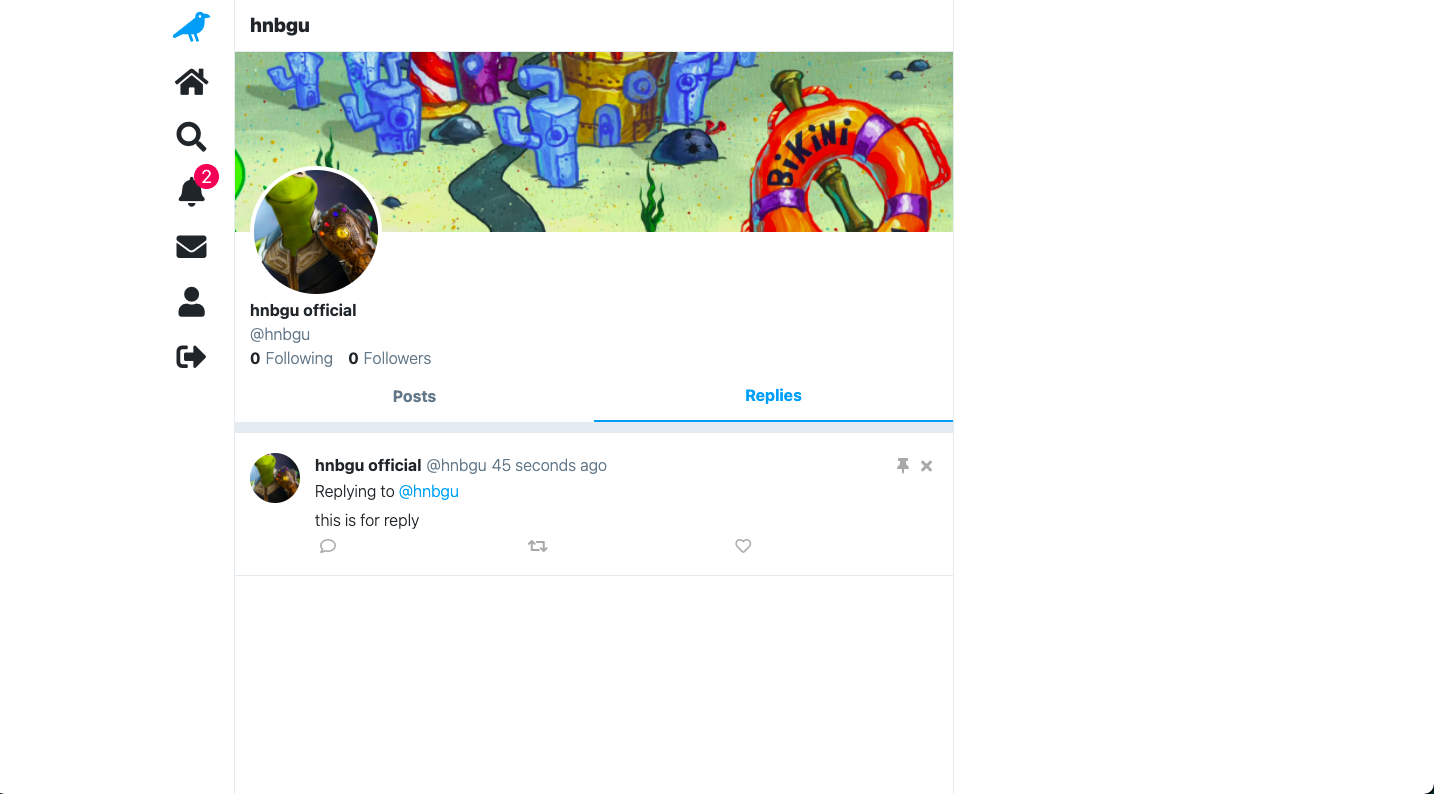 hnbgu
2
BiKiNi
hnbgu official
@hnbgu
0 Following 0 Followers
Posts
Replies
hnbgu official @hnbgu 45 seconds ago
Replying to @hnbgu
this is for reply